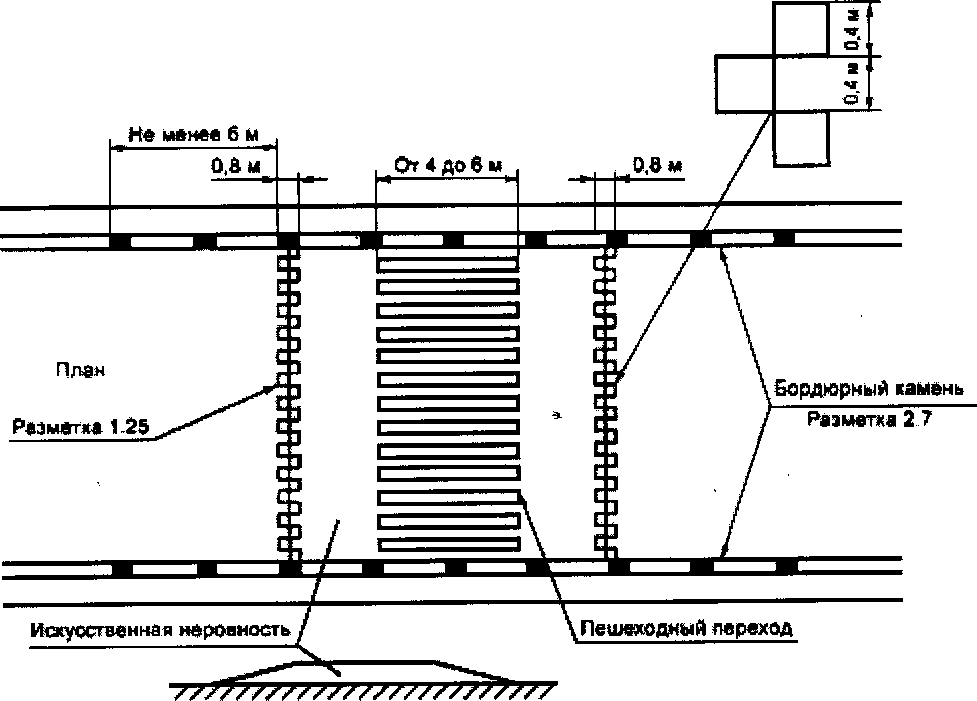 0,4 м
0,4 м
Не менее 6 м
0,8 м
От 4 до 6 м
0,8 м
План
Разметка 1.25
Бордюрный камень
Разметка 2.7
Искусственная неровность
Пешеходный переход